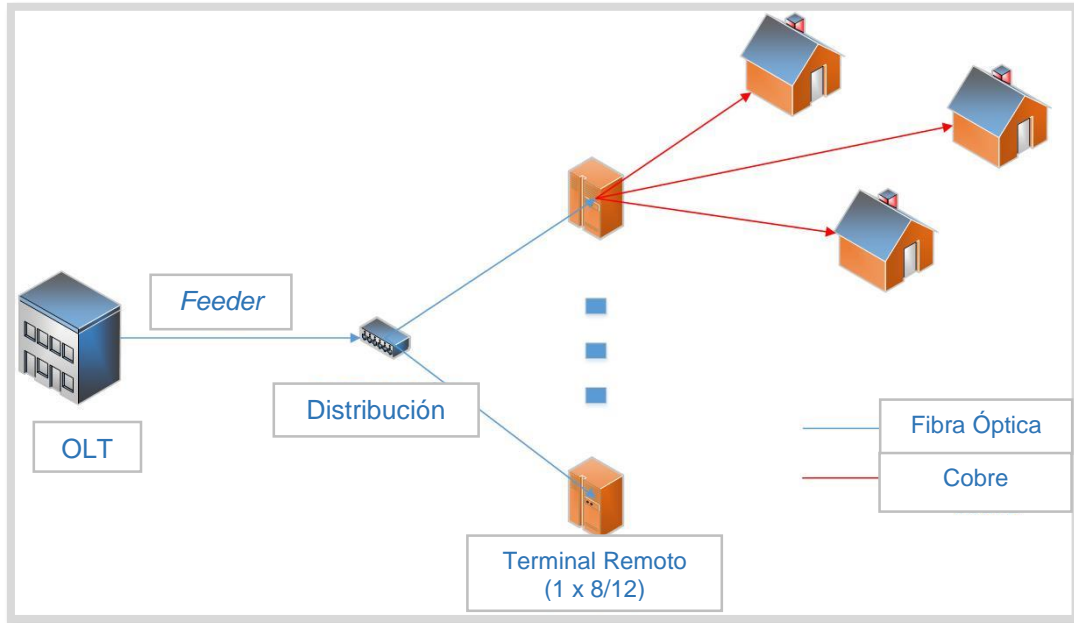 Feeder
Distribución
OLT
Fibra Óptica
Cobre
Terminal Remoto
(1 x 8/12)